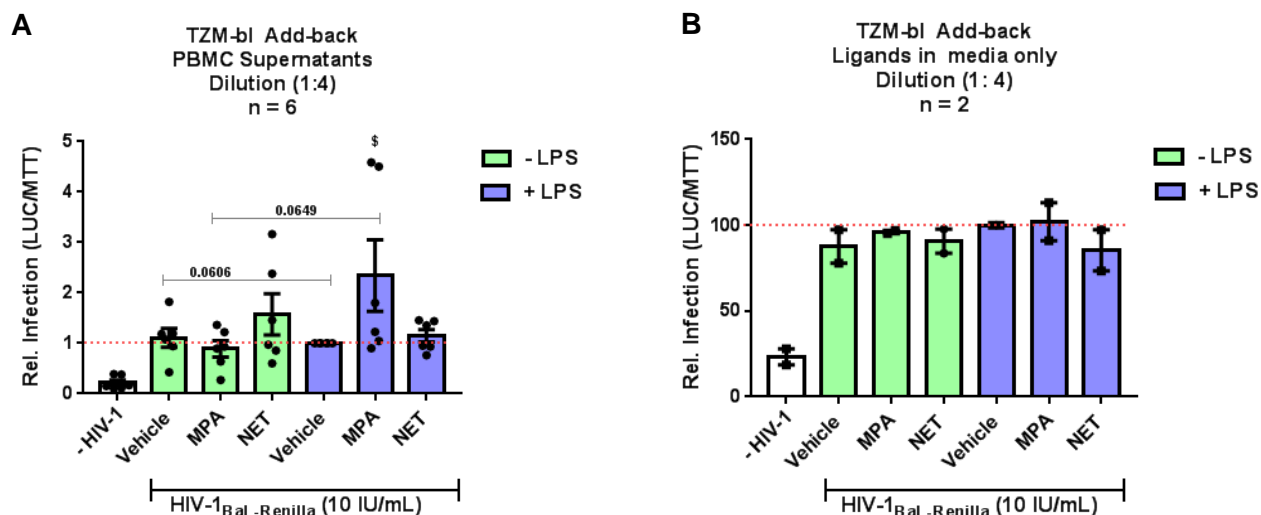 A
TZM-bl Add-back
PBMC Supernatants
Dilution (1:4)
n = 6
5
4
3
2
1
0
Rel. Infection (LUC/MTT)
$
0.0649
0.0606
- LPS
+ LPS
- HIV-1
Vehicle
MPA
NET
Vehicle
MPA
NET
HIV-1BaL-Renilla (10 IU/mL)
B
TZM-bl Add-back
Ligands in media only
Dilution (1: 4)
n = 2
150
100
50
0
Rel. Infection (LUC/MTT)
- LPS
+ LPS
- HIV-1
Vehicle
MPA
NET
Vehicle
MPA
NET
HIV-1BaL-Renilla (10 IU/mL)